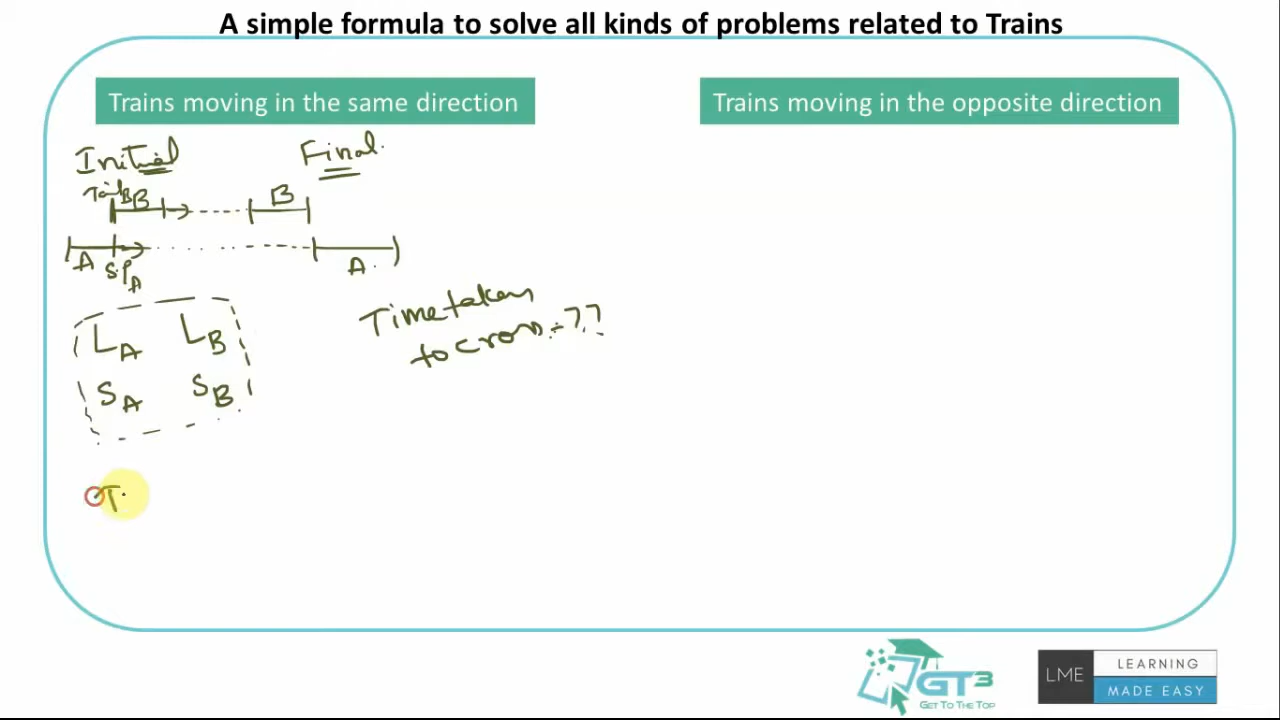 A simple formula to solve all kinds of problems related to Trains
Trains moving in the same direction
Trains moving in the opposite direction
Initial
Final.
Tail B
B
B
A
A
LA LB
SA SB
Time taken
to cross = ??
T
GT3
GET TO THE TOP
LME
LEARNING
MADE EASY